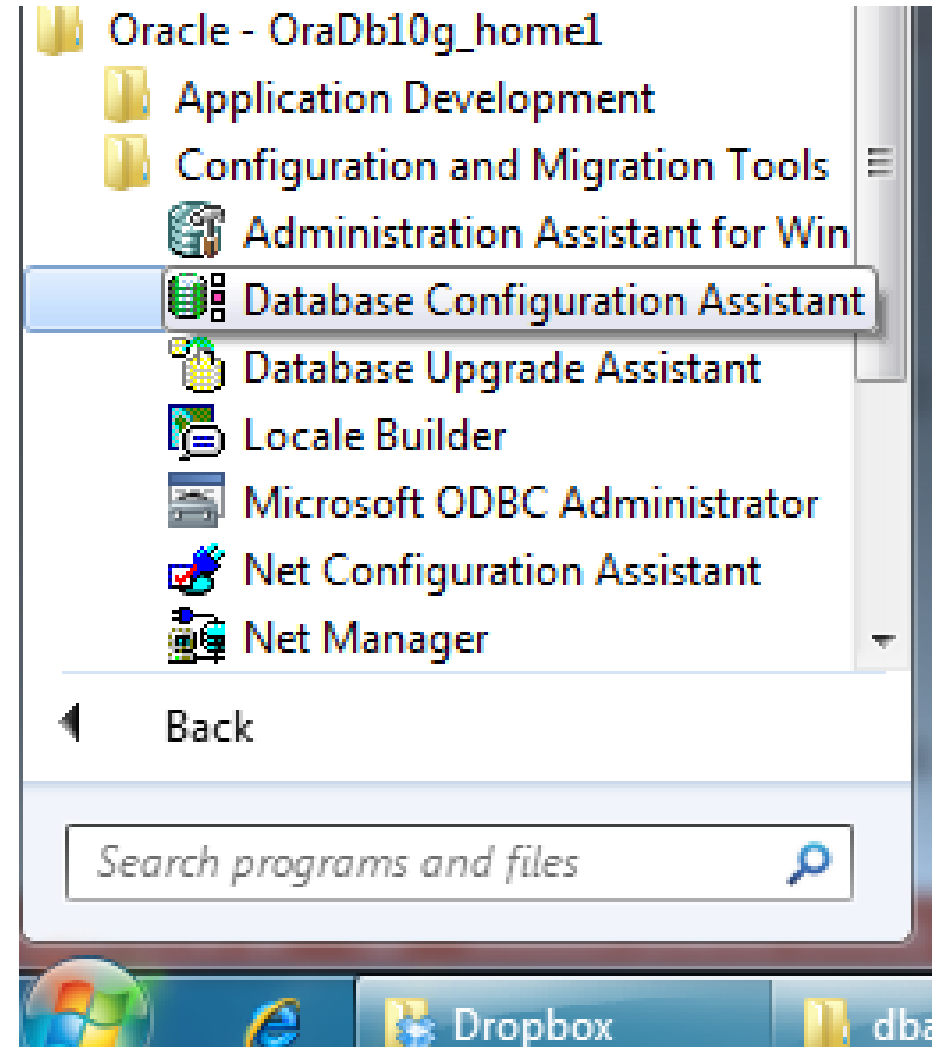 Oracle - OraDb10g_home1
Application Development
Configuration and Migration Tools
Administration Assistant for Win
Database Configuration Assistant
Database Upgrade Assistant
Locale Builder
Microsoft ODBC Administrator
Net Configuration Assistant
Net Manager
Back
Search programs and files
Dropbox
dba